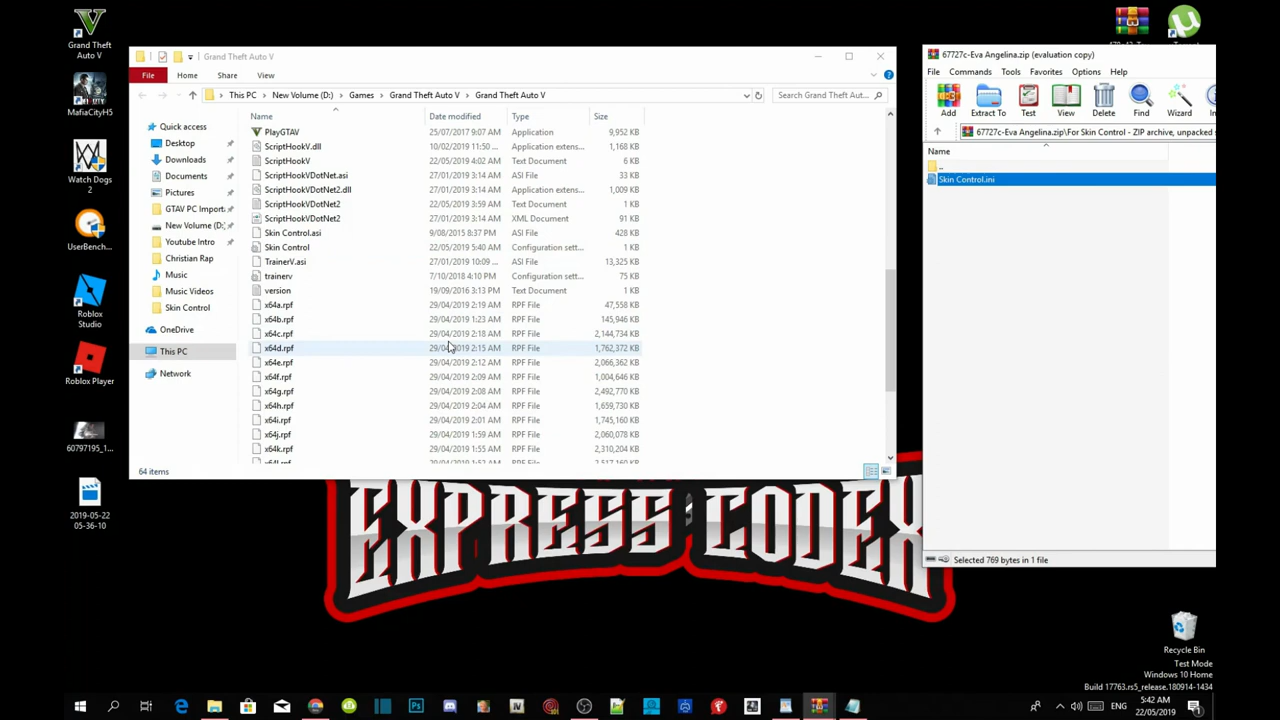 Grand Theft
Auto V
MafiaCityH5
Watch Dogs
2
UserBench...
Roblox
Studio
Roblox Player
60797195_1...
2019-05-22
05-36-10
Grand Theft Auto V
File Home Share View
This PC > New Volume (D:) > Games > Grand Theft Auto V > Grand Theft Auto V
Search Grand Theft Aut...
Quick access
Desktop
Downloads
Documents
Pictures
GTAV PC Import
New Volume (D:)
Youtube Intro
Christian Rap
Music
Music Videos
Skin Control
OneDrive
This PC
Network
Name Date modified Type Size
PlayGTAV 25/07/2017 9:07 AM Application 9,952 KB
ScriptHookV.dll 10/02/2019 11:50 ... Application extens... 1,168 KB
ScriptHookV 22/05/2019 4:02 AM Text Document 6 KB
ScriptHookVDotNet.asi 27/01/2019 3:14 AM ASI File 33 KB
ScriptHookVDotNet2.dll 27/01/2019 3:14 AM Application extens... 1,009 KB
ScriptHookVDotNet2 22/05/2019 3:59 AM Text Document 2 KB
ScriptHookVDotNet2 27/01/2019 3:14 AM XML Document 91 KB
Skin Control.asi 9/08/2015 8:37 PM ASI File 428 KB
Skin Control 22/05/2019 5:40 AM Configuration sett... 1 KB
TrainerV.asi 27/01/2019 10:09 ... ASI File 13,325 KB
trainerv 7/10/2018 4:10 PM Configuration sett... 75 KB
version 19/09/2016 3:13 PM Text Document 1 KB
x64a.rpf 29/04/2019 2:19 AM RPF File 47,558 KB
x64b.rpf 29/04/2019 1:23 AM RPF File 145,946 KB
x64c.rpf 29/04/2019 2:18 AM RPF File 2,144,734 KB
x64d.rpf 29/04/2019 2:15 AM RPF File 1,762,372 KB
x64e.rpf 29/04/2019 2:12 AM RPF File 2,066,362 KB
x64f.rpf 29/04/2019 2:09 AM RPF File 1,004,646 KB
x64g.rpf 29/04/2019 2:08 AM RPF File 2,492,770 KB
x64h.rpf 29/04/2019 2:04 AM RPF File 1,659,730 KB
x64i.rpf 29/04/2019 2:01 AM RPF File 1,745,160 KB
x64j.rpf 29/04/2019 1:59 AM RPF File 2,060,078 KB
x64k.rpf 29/04/2019 1:55 AM RPF File 2,310,204 KB
x64l.rpf 29/04/2019 1:52 AM RPF File 2,517,160 KB
64 items
67727c-Eva Angelina.zip (evaluation copy)
File Commands Tools Favorites Options Help
Add Extract To Test View Delete Find Wizard
67727c-Eva Angelina.zip\For Skin Control - ZIP archive, unpacked s
Name
..
Skin Control.ini
Selected 769 bytes in 1 file
EXPRESS CODEX
Recycle Bin
Test Mode
Windows 10 Home
Build 17763.rs5_release.180914-1434
ENG
5:42 AM
22/05/2019